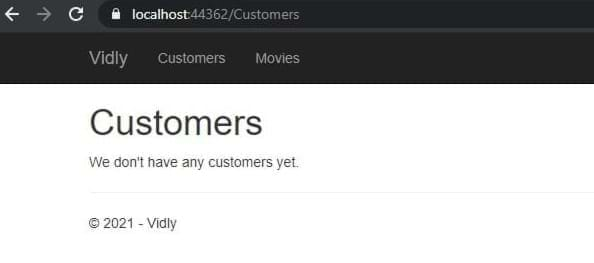 localhost:44362/Customers
Vidly Customers Movies
Customers
We don't have any customers yet.
© 2021 - Vidly